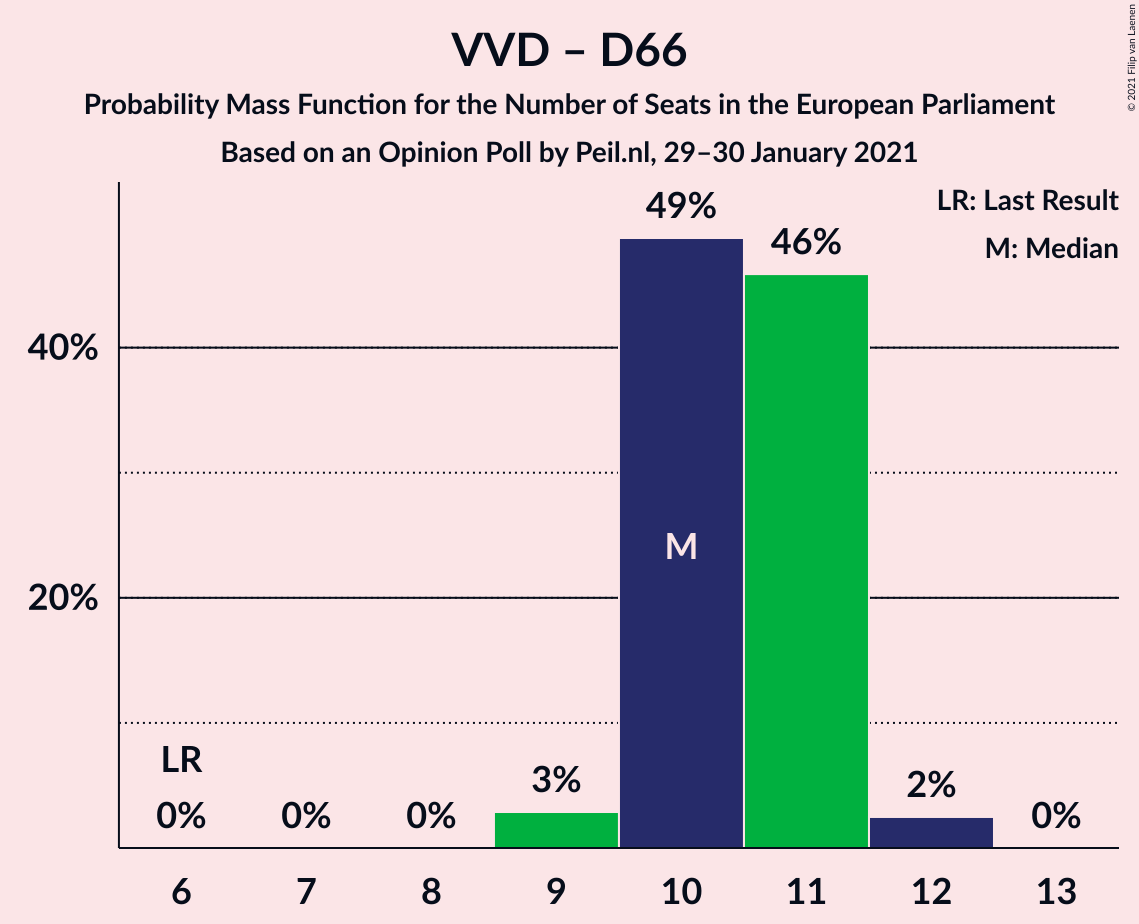 VVD – D66
Probability Mass Function for the Number of Seats in the European Parliament
Based on an Opinion Poll by Peil.nl, 29–30 January 2021
© 2021 Filip van Laenen
LR: Last Result
M: Median
49%
46%
40%
M
20%
LR
0%
0%
0%
3%
2%
0%
6
7
8
9
10
11
12
13